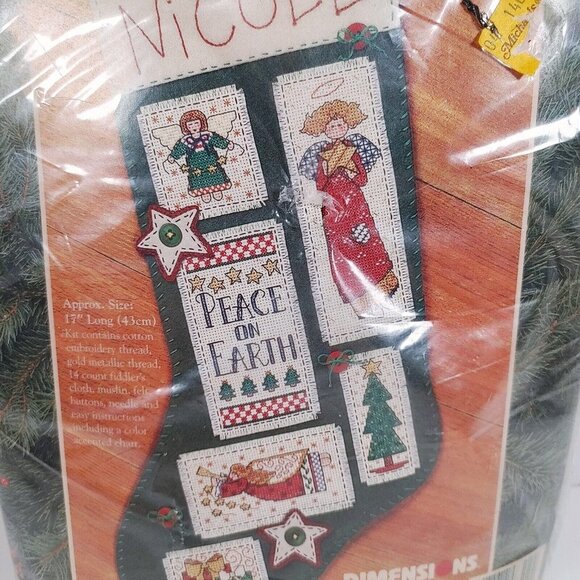 NiCOLE
Michaels
PEACE
ON
EARTH
Approx. Size:
17" Long (43cm)
Kit contains cotton
embroidery thread,
gold metallic thread,
14 count fiddler's
cloth, muslin, felt,
buttons, needle and
easy instructions
including a color
accented chart.
DIMENSIONS